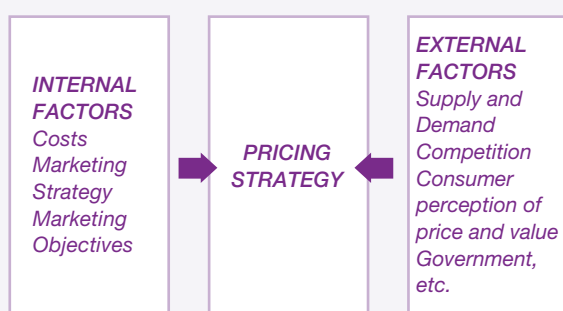 INTERNAL
FACTORS
Costs
Marketing
Strategy
Marketing
Objectives
PRICING
STRATEGY
EXTERNAL
FACTORS
Supply and
Demand
Competition
Consumer
perception of
price and value
Government,
etc.